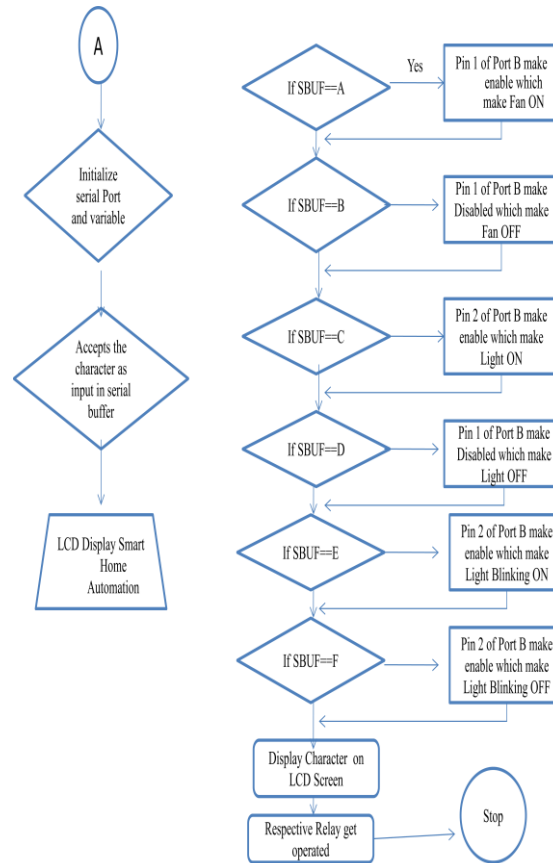 A
Initialize
serial Port
and variable
Accepts the
character as
input in serial
buffer
LCD Display Smart
Home
Automation
If SBUF==A
Yes
Pin 1 of Port B make
enable which
make Fan ON
If SBUF==B
Pin 1 of Port B make
Disabled which make
Fan OFF
If SBUF==C
Pin 2 of Port B make
enable which make
Light ON
If SBUF==D
Pin 1 of Port B make
Disabled which make
Light OFF
If SBUF==E
Pin 2 of Port B make
enable which make
Light Blinking ON
If SBUF==F
Pin 2 of Port B make
enable which make
Light Blinking OFF
Display Character on
LCD Screen
Respective Relay get
operated
Stop